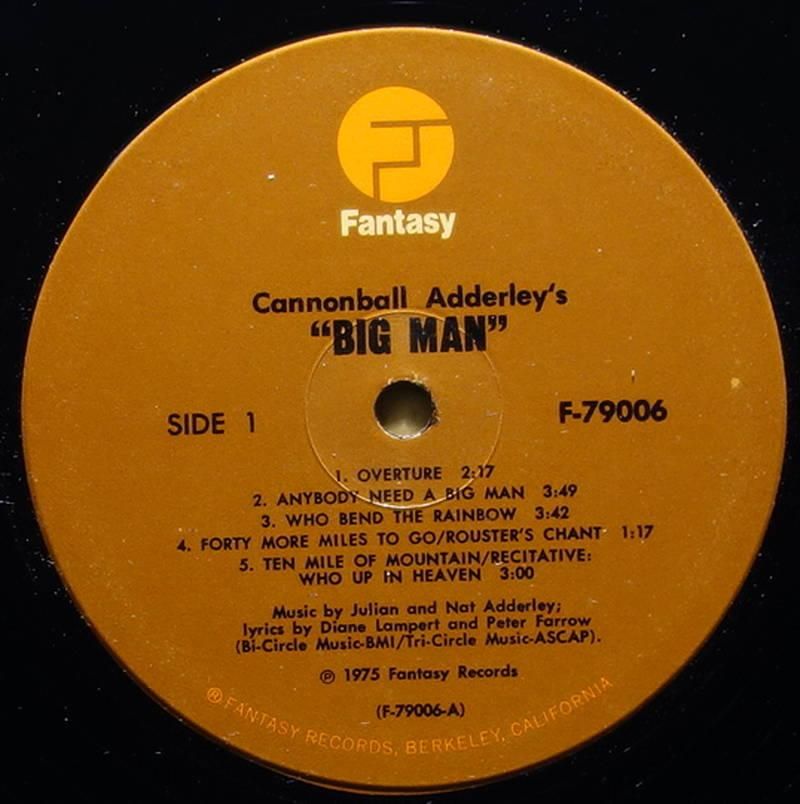 Fantasy
Cannonball Adderley's
"BIG MAN"
SIDE 1
F-79006
1. OVERTURE 2:17
2. ANYBODY NEED A BIG MAN 3:49
3. WHO BEND THE RAINBOW 3:42
4. FORTY MORE MILES TO GO/ROUSTER'S CHANT 1:17
5. TEN MILE OF MOUNTAIN/RECITATIVE:
WHO UP IN HEAVEN 3:00
Music by Julian and Nat Adderley;
lyrics by Diane Lampert and Peter Farrow
(Bi-Circle Music-BMI/Tri-Circle Music-ASCAP).
℗ 1975 Fantasy Records
(F-79006-A)
® FANTASY RECORDS, BERKELEY, CALIFORNIA